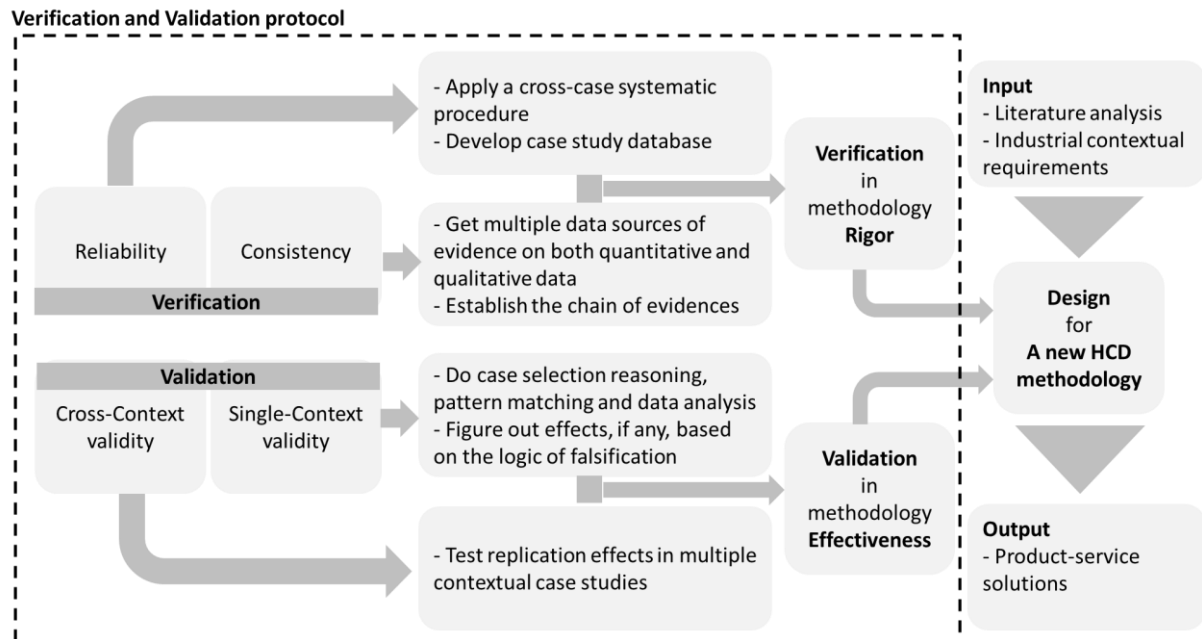 Verification and Validation protocol
- Apply a cross-case systematic
procedure
- Develop case study database
Reliability
Consistency
Verification
- Get multiple data sources of
evidence on both quantitative and
qualitative data
- Establish the chain of evidences
Validation
Cross-Context
validity
Single-Context
validity
- Do case selection reasoning,
pattern matching and data analysis
- Figure out effects, if any, based
on the logic of falsification
- Test replication effects in multiple
contextual case studies
Verification
in
methodology
Rigor
Validation
in
methodology
Effectiveness
Input
- Literature analysis
- Industrial contextual
requirements
Design
for
A new HCD
methodology
Output
- Product-service
solutions